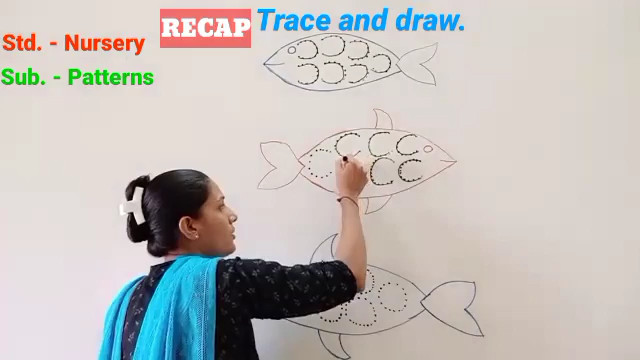 RECAP Trace and draw.
Std. - Nursery
Sub. - Patterns